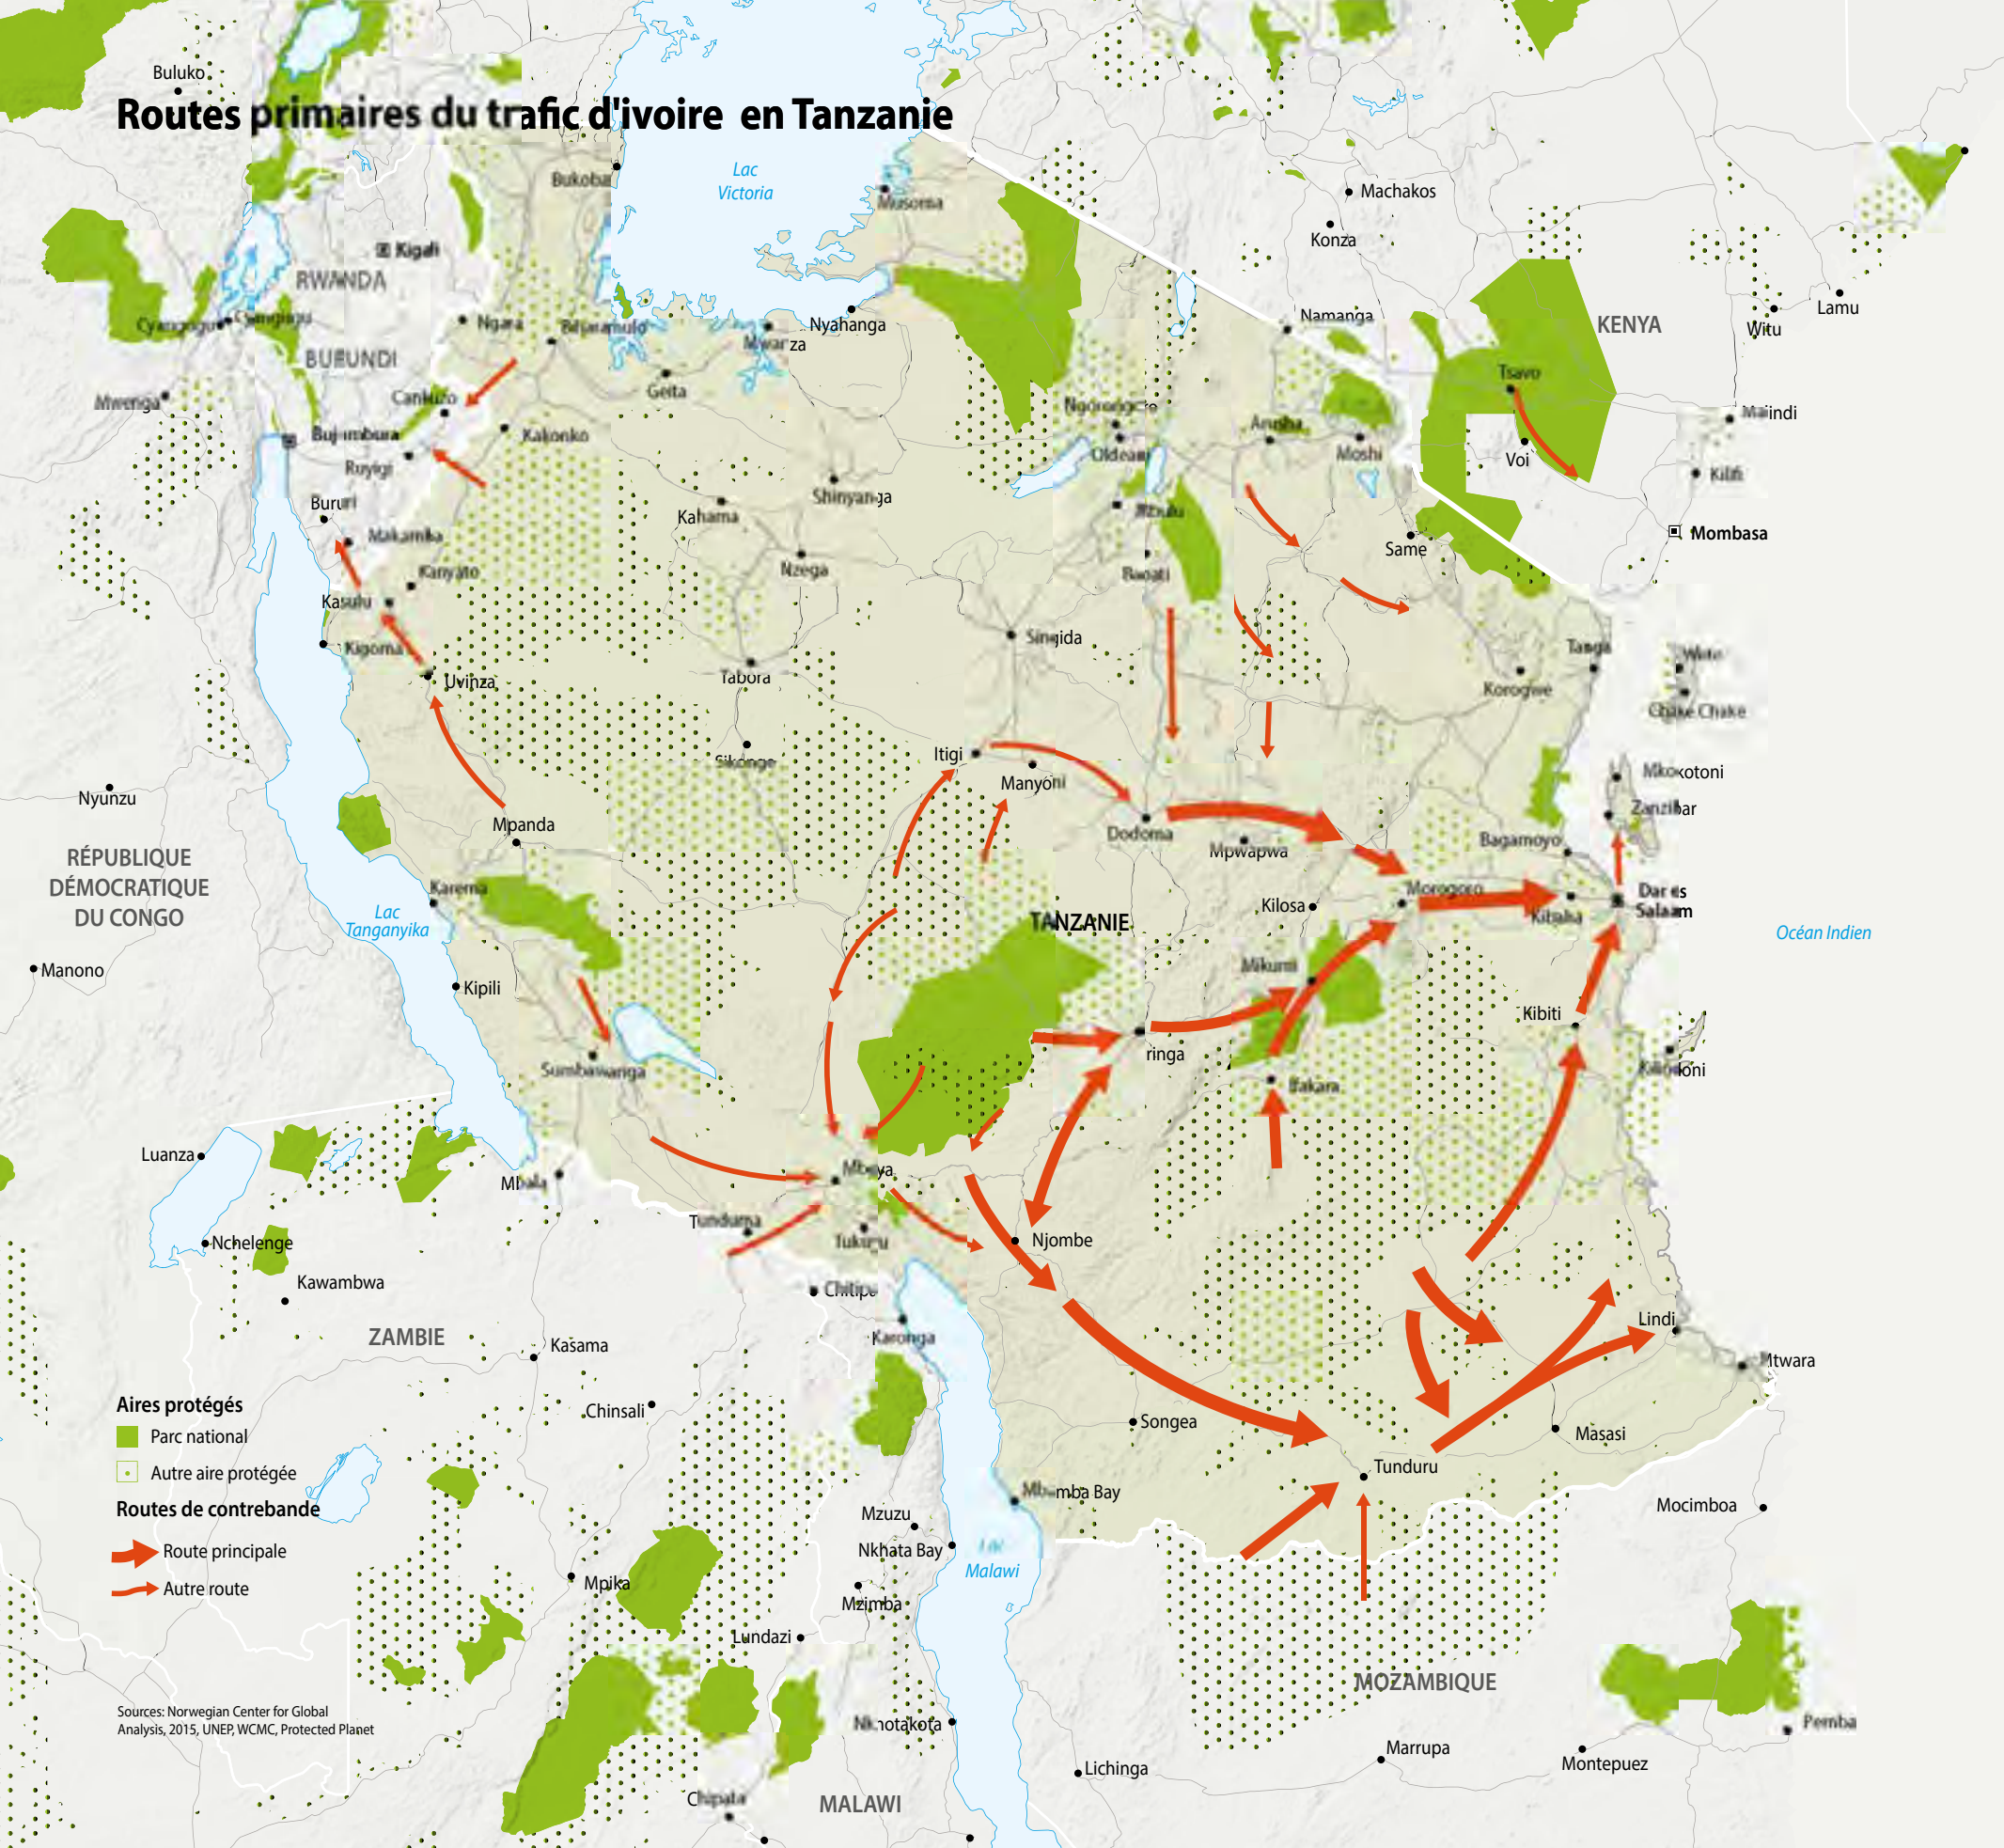 Buluko
Routes primaires du trafic d'ivoire en Tanzanie
Lac
Victoria
Bukoba
Musoma
Machakos
Konza
Kigali
RWANDA
Cyangugu
Ngara
Biharamulo
Nyahanga
Mwanza
Namanga
KENYA
Witu
Lamu
BURUNDI
Cankuzo
Geita
Tsavo
Mwenga
Bujumbura
Kakonko
Arusha
Moshi
Voi
Ruyigi
Oldeani
Kilifi
Bururi
Kahama
Shinyanga
Mbulu
Makamba
Same
Mombasa
Kanyato
Nzega
Kasulu
Kigoma
Singida
Tanga
Uvinza
Tabora
Korogwe
Chake Chake
Sikonge
Itigi
Manyoni
Mkokotoni
Nyunzu
Mpanda
Dodoma
Mpwapwa
Bagamoyo
Zanzibar
RÉPUBLIQUE
DÉMOCRATIQUE
DU CONGO
Karema
Lac
Tanganyika
TANZANIE
Kilosa
Morogoro
Kibaha
Dar es
Salaam
Océan Indien
Manono
Kipili
Mikumi
Kibiti
ringa
Sumbawanga
Ifakara
Luanza
Mbala
Mbeya
Tunduma
Nchelenge
Njombe
Kawambwa
Chitipa
ZAMBIE
Kasama
Karonga
Lindi
Mtwara
Aires protégés
Parc national
Autre aire protégée
Routes de contrebande
Route principale
Autre route
Chinsali
Songea
Masasi
Tunduru
Mbamba Bay
Mzuzu
Nkhata Bay
Malawi
Mocimboa
Mpika
Mzimba
Lundazi
MOZAMBIQUE
Sources: Norwegian Center for Global
Analysis, 2015, UNEP, WCMC, Protected Planet
Nkhotakota
Pemba
Marrupa
Montepuez
Lichinga
Chipata
MALAWI